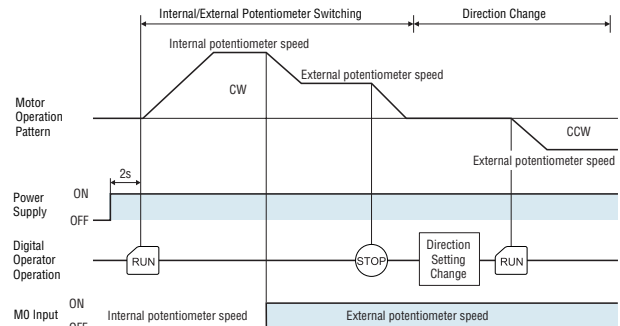 Internal/External Potentiometer Switching
Direction Change
Internal potentiometer speed
External potentiometer speed
CW
Motor
Operation
Pattern
CCW
External potentiometer speed
2s
Power
Supply
ON
OFF
Digital
Operator
Operation
RUN
STOP
Direction
Setting
Change
RUN
M0 Input
ON
OFF
Internal potentiometer speed
External potentiometer speed